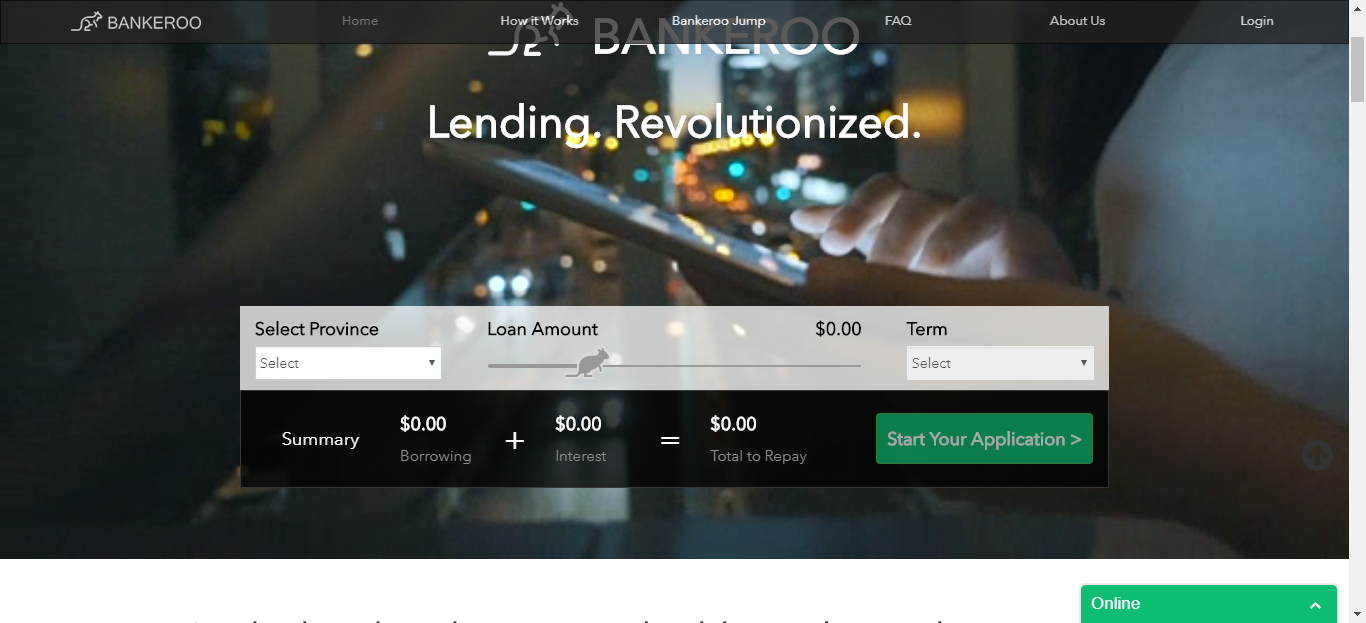 BANKEROO
Home
How it Works
Bankeroo Jump
FAQ
About Us
Login
BANKEROO
Lending. Revolutionized.
Select Province
Loan Amount
$0.00
Term
Select
Select
Summary
$0.00
+
$0.00
=
$0.00
Start Your Application >
Borrowing
Interest
Total to Repay
Online